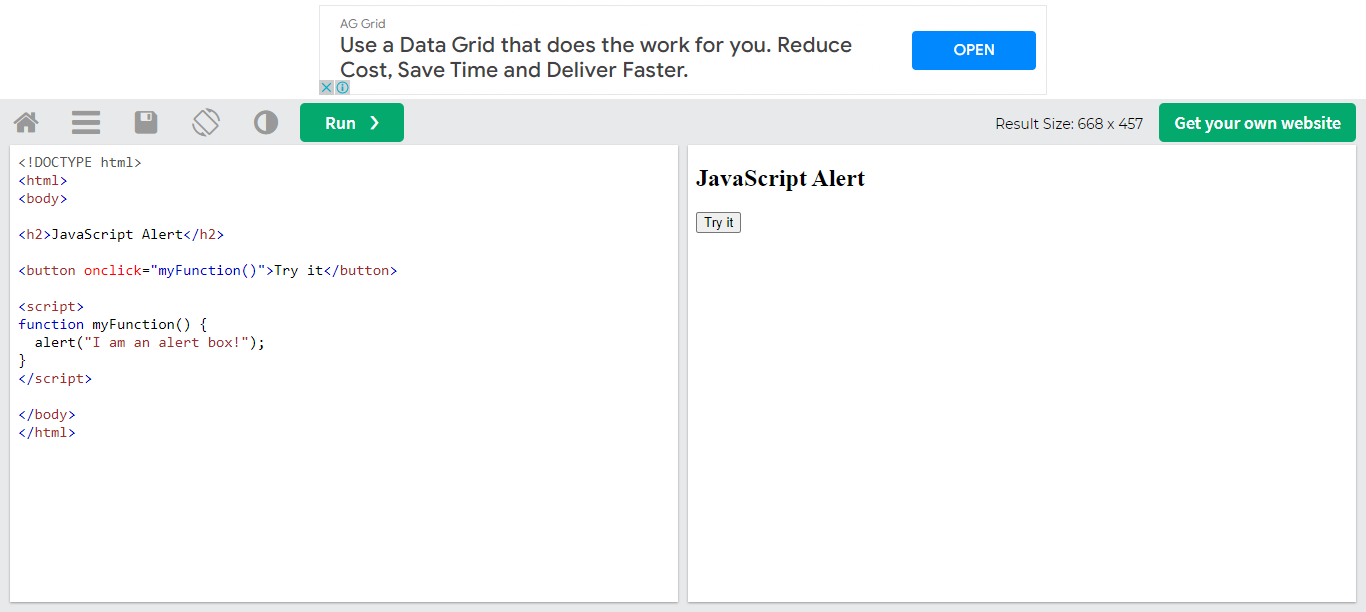 AG Grid
Use a Data Grid that does the work for you. Reduce
Cost, Save Time and Deliver Faster.
OPEN
Run ❯
Result Size: 668 x 457
Get your own website
<!DOCTYPE html>
<html>
<body>
<h2>JavaScript Alert</h2>
<button onclick="myFunction()">Try it</button>
<script>
function myFunction() {
  alert("I am an alert box!");
}
</script>
</body>
</html>
JavaScript Alert
Try it